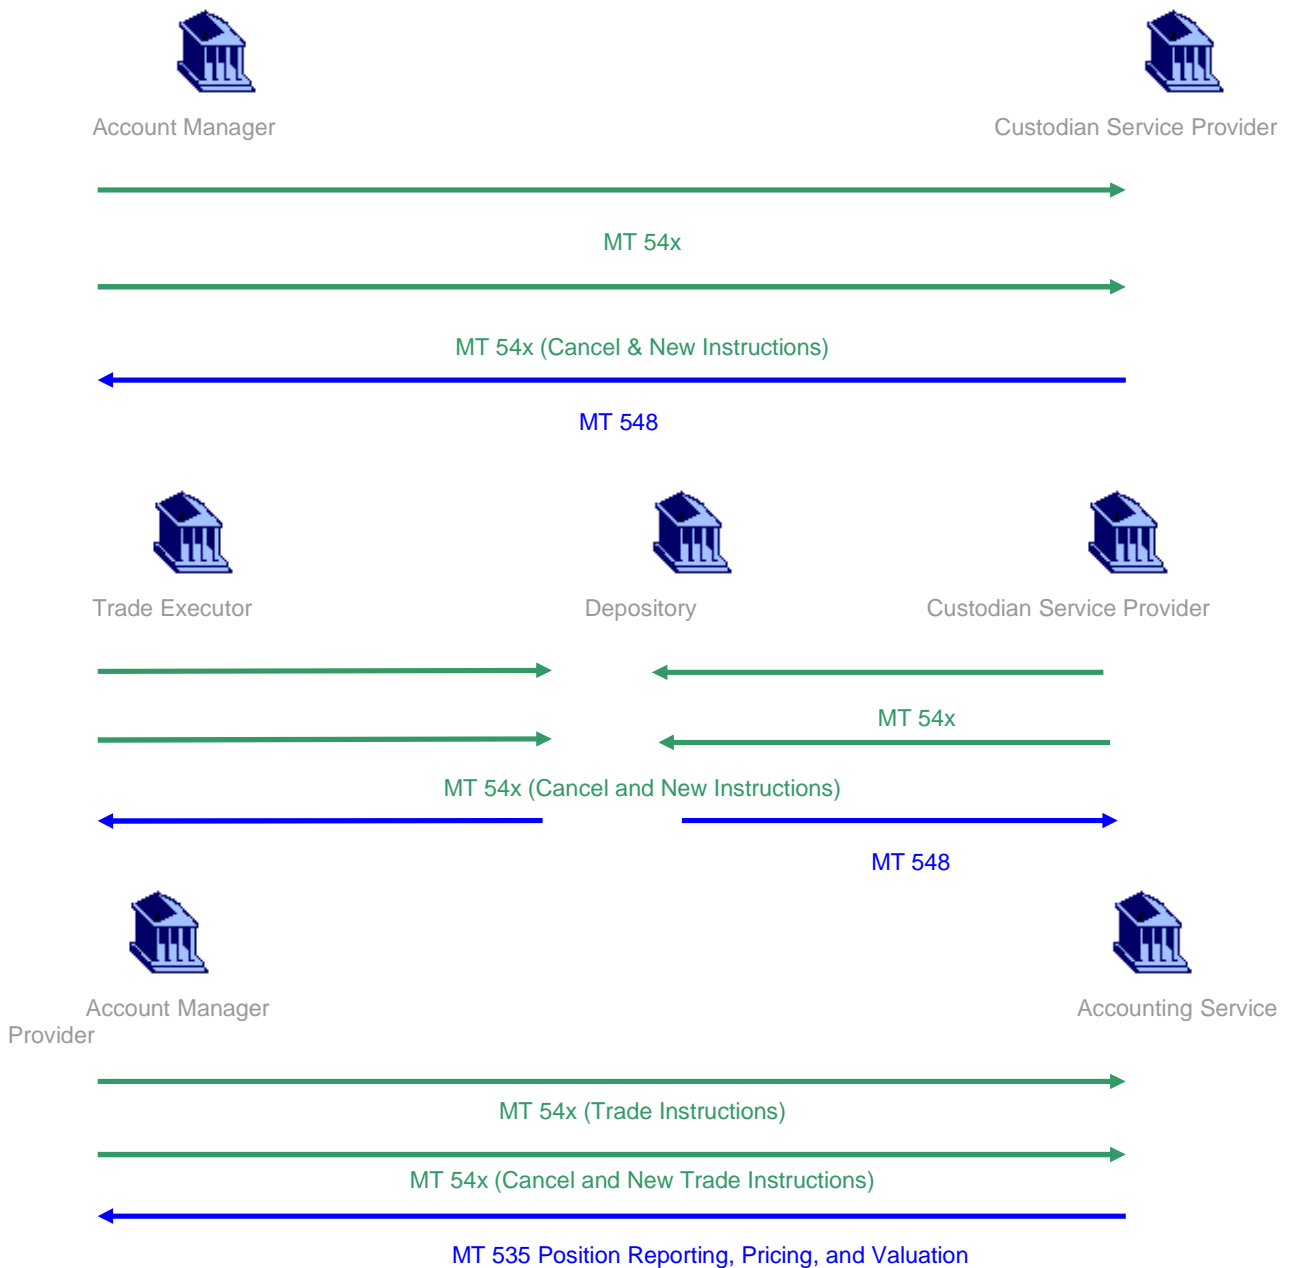 Account Manager Custodian Service Provider
MT 54x
MT 54x (Cancel & New Instructions)
MT 548
Trade Executor Depository Custodian Service Provider
MT 54x
MT 54x (Cancel and New Instructions)
MT 548
Account Manager Accounting Service
Provider
MT 54x (Trade Instructions)
MT 54x (Cancel and New Trade Instructions)
MT 535 Position Reporting, Pricing, and Valuation